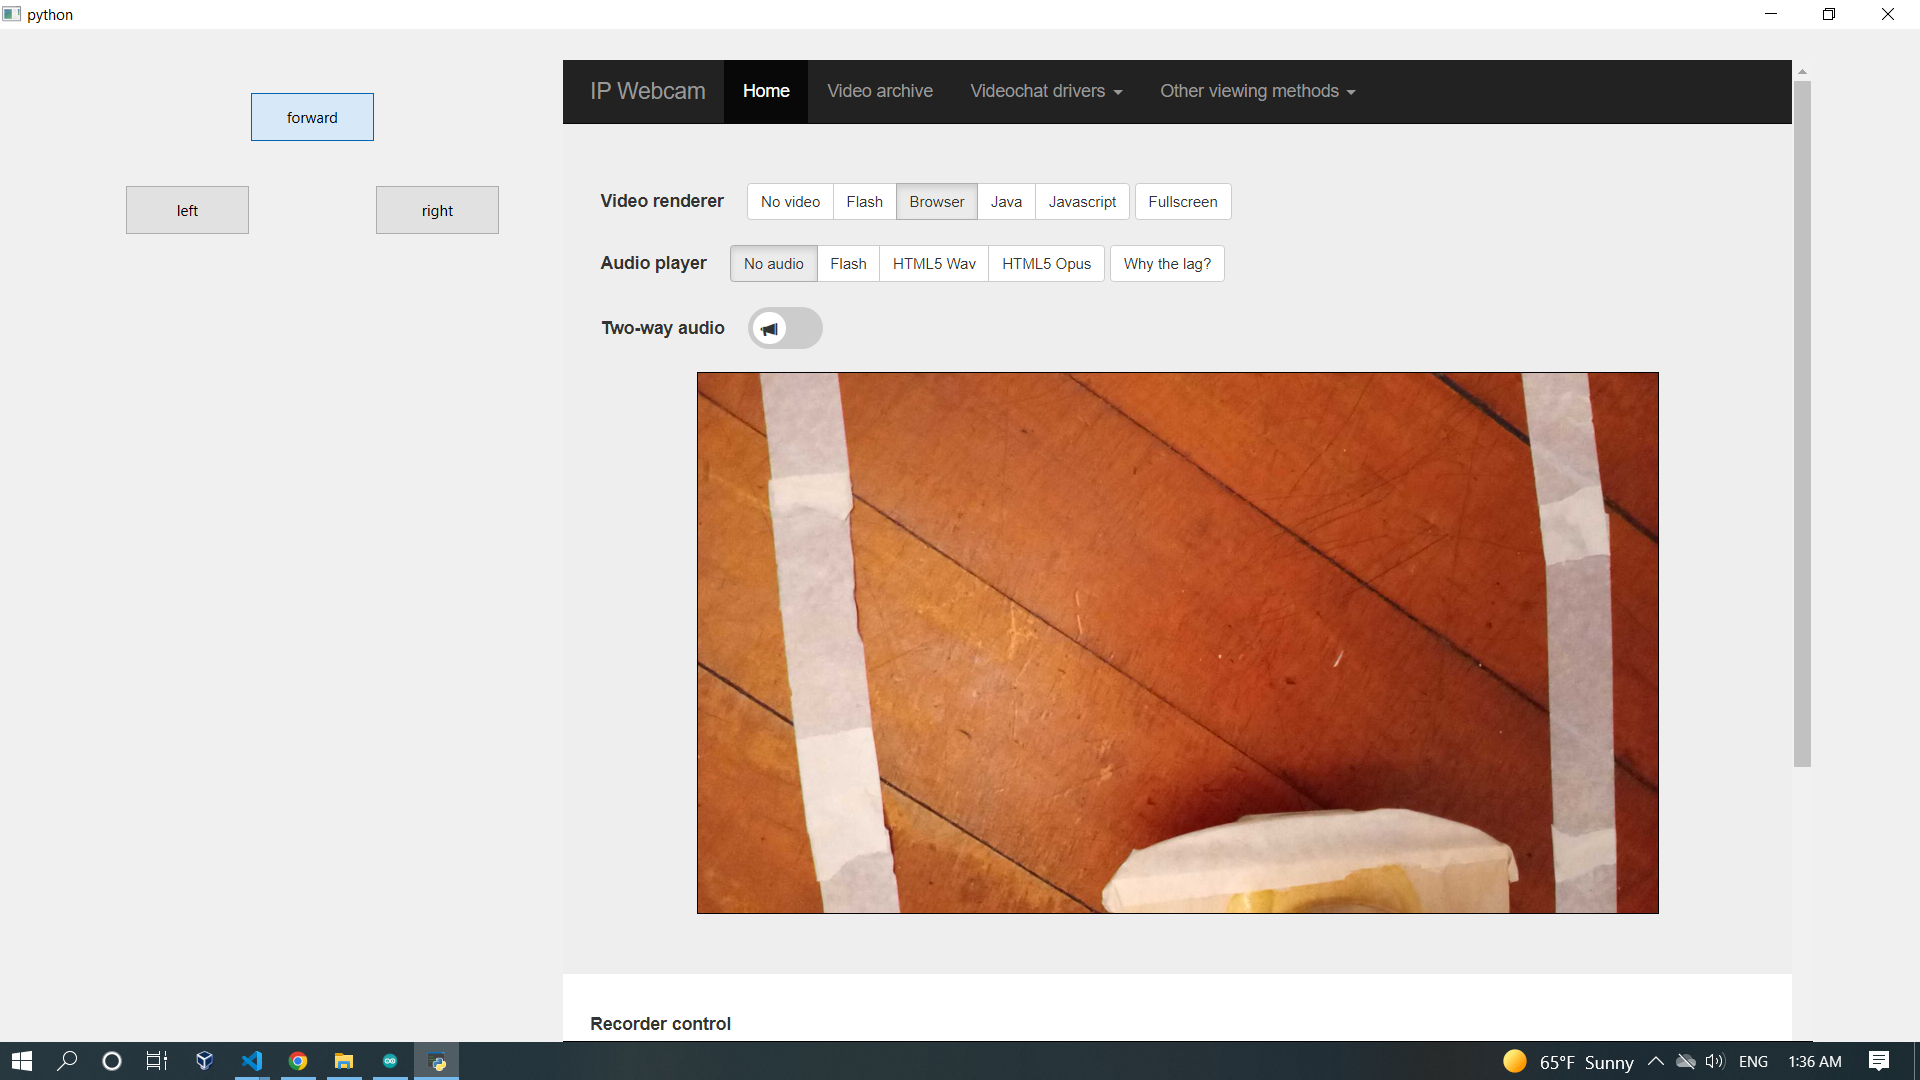 python
forward
left right
IP Webcam Home Video archive Videochat drivers Other viewing methods
Video renderer No video Flash Browser Java Javascript Fullscreen
Audio player No audio Flash HTML5 Wav HTML5 Opus Why the lag?
Two-way audio
Recorder control
65°F Sunny ENG 1:36 AM